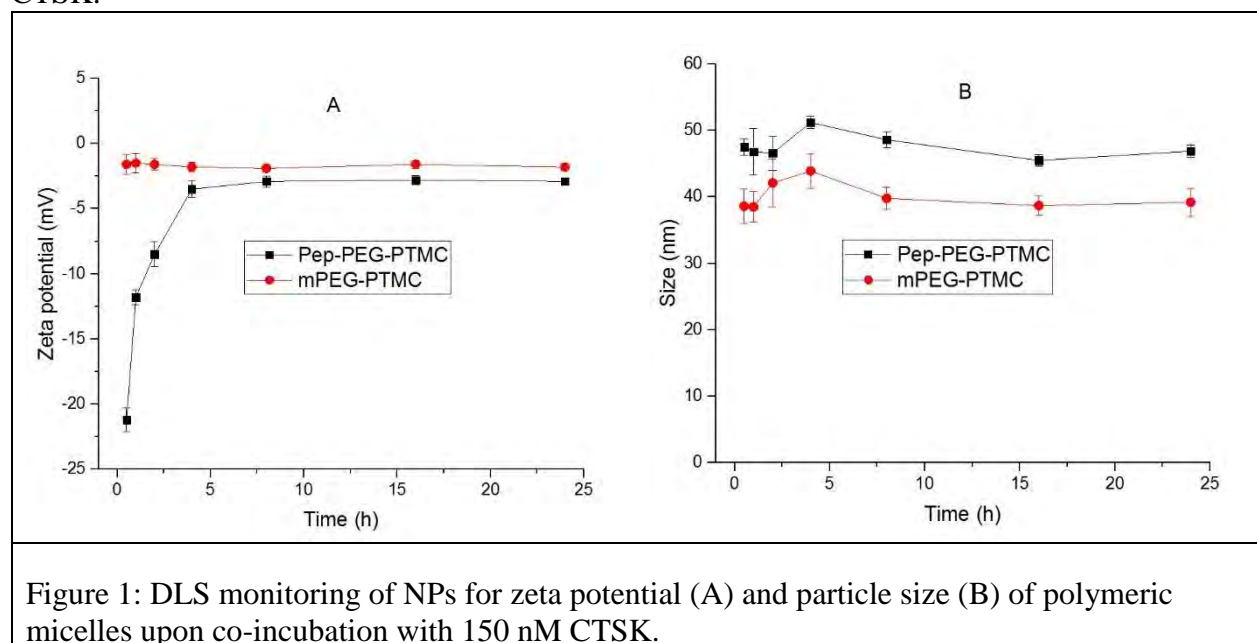 CTSK.
A
5
0
-5
-10
-15
-20
-25
Zeta potential (mV)
Pep-PEG-PTMC
mPEG-PTMC
0 5 10 15 20 25
Time (h)
B
60
50
40
30
20
10
0
Size (nm)
Pep-PEG-PTMC
mPEG-PTMC
0 5 10 15 20 25
Time (h)
Figure 1: DLS monitoring of NPs for zeta potential (A) and particle size (B) of polymeric
micelles upon co-incubation with 150 nM CTSK.